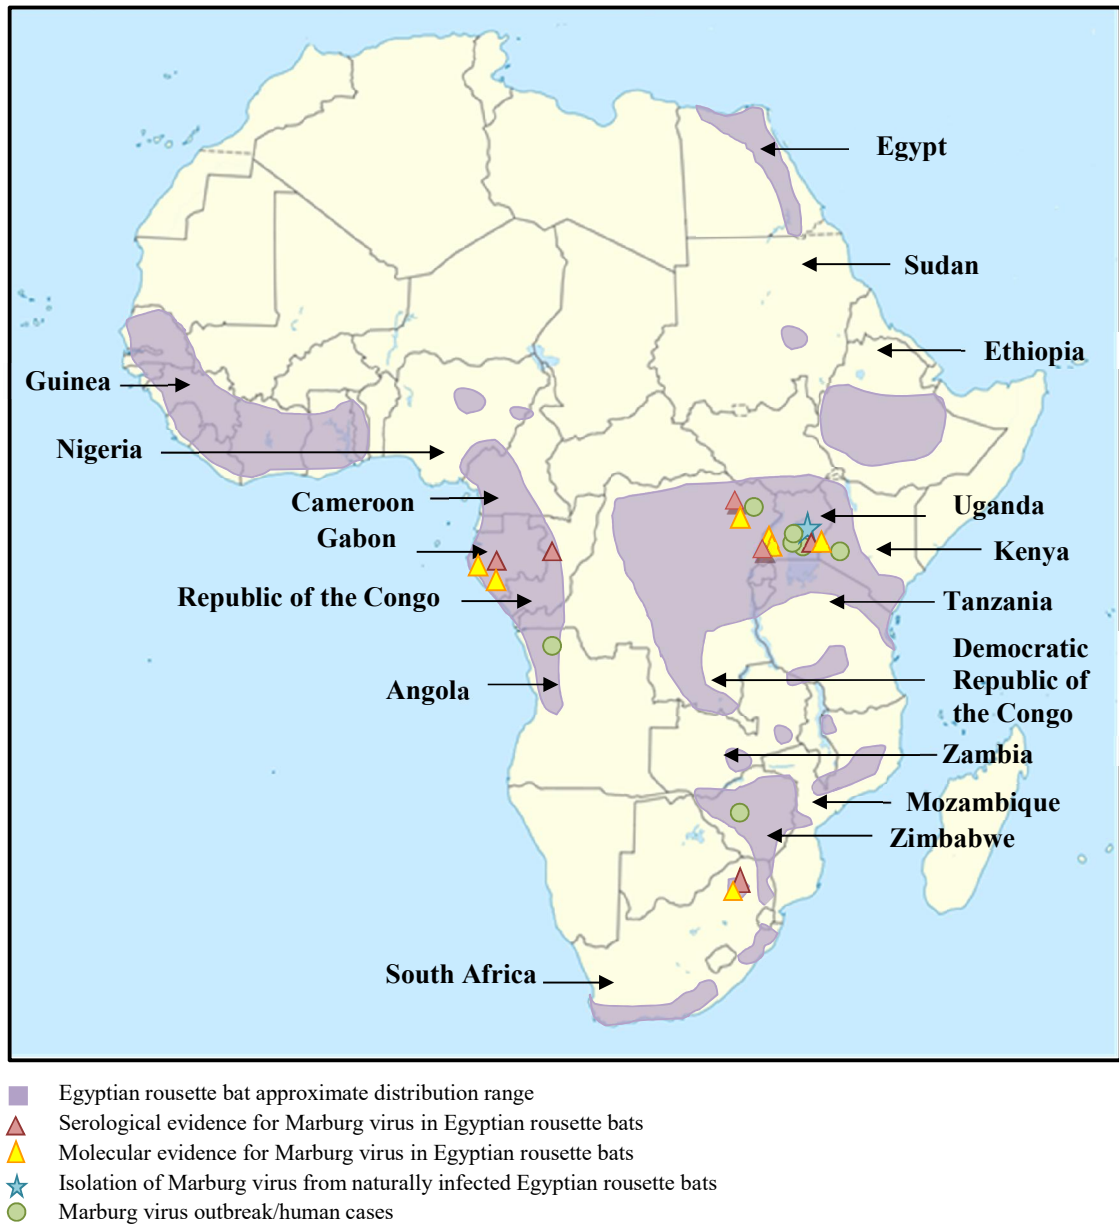 Egypt
Sudan
Ethiopia
Guinea
Nigeria
Cameroon
Uganda
Gabon
Kenya
Republic of the Congo
Tanzania
Democratic
Republic of
the Congo
Angola
Zambia
Mozambique
Zimbabwe
South Africa
Egyptian rousette bat approximate distribution range
Serological evidence for Marburg virus in Egyptian rousette bats
Molecular evidence for Marburg virus in Egyptian rousette bats
Isolation of Marburg virus from naturally infected Egyptian rousette bats
Marburg virus outbreak/human cases